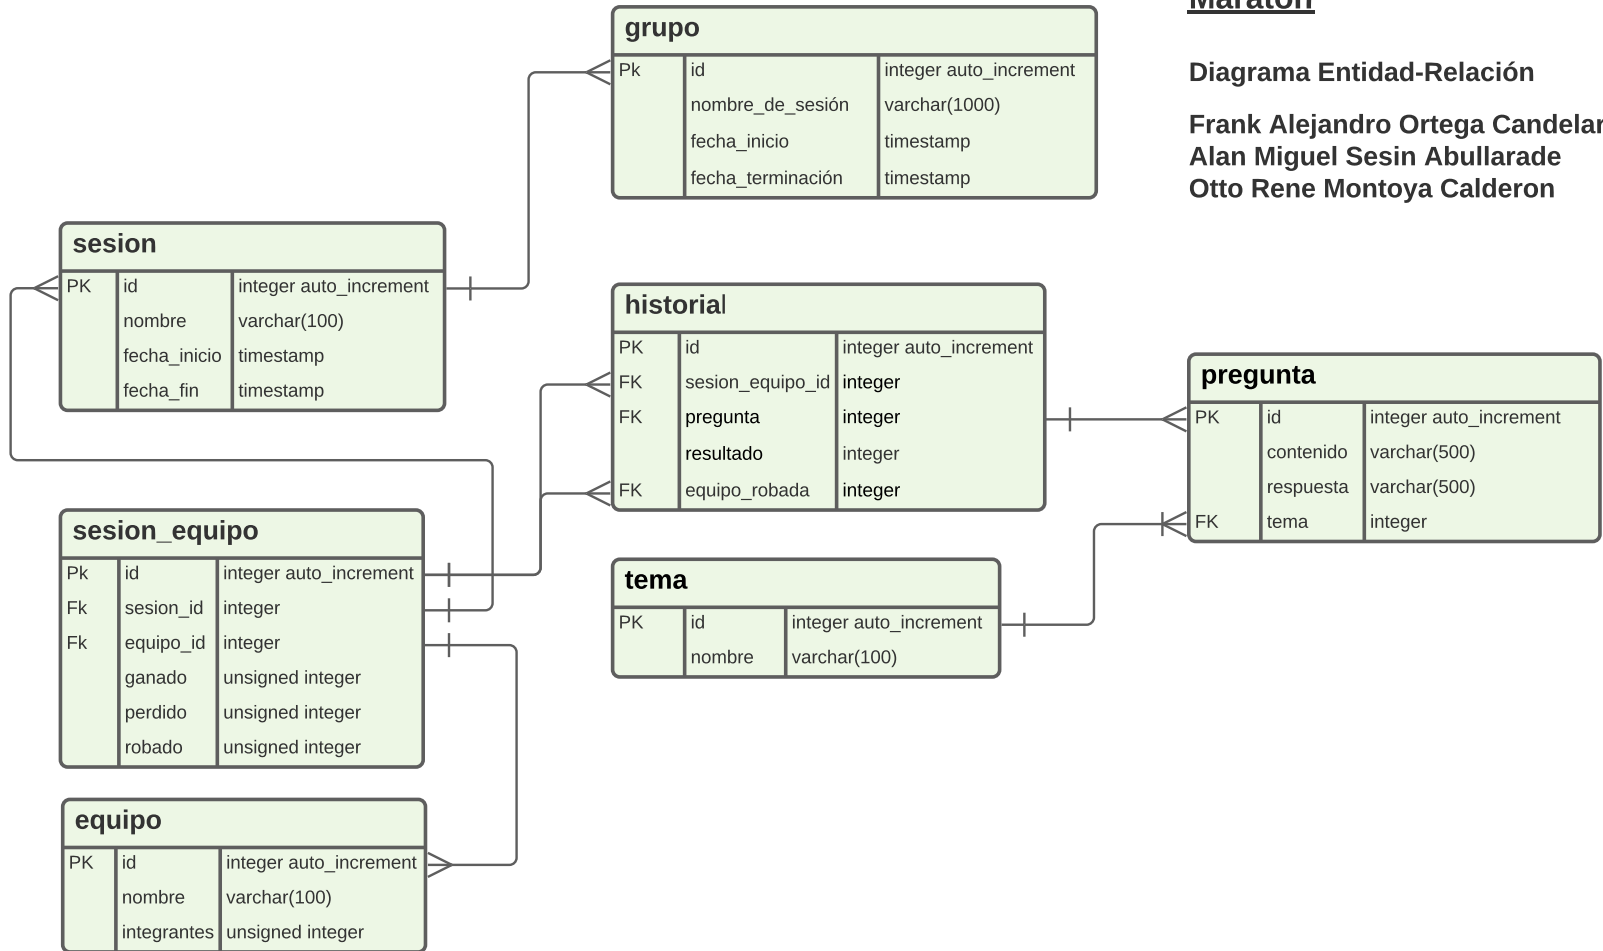 Maratón
Diagrama Entidad-Relación
Frank Alejandro Ortega
Alan Miguel Sesin Abullarade
Otto Rene Montoya Calderon
grupo
Pk id integer auto_increment
nombre_de_sesión varchar(1000)
fecha_inicio timestamp
fecha_terminación timestamp
sesion
PK id integer auto_increment
nombre varchar(100)
fecha_inicio timestamp
fecha_fin timestamp
historial
PK id integer auto_increment
FK sesion_equipo_id integer
FK pregunta integer
resultado integer
FK equipo_robada integer
pregunta
PK id integer auto_increment
contenido varchar(500)
respuesta varchar(500)
FK tema integer
sesion_equipo
Pk id integer auto_increment
Fk sesion_id integer
Fk equipo_id integer
ganado unsigned integer
perdido unsigned integer
robado unsigned integer
tema
PK id integer auto_increment
nombre varchar(100)
equipo
PK id integer auto_increment
nombre varchar(100)
integrantes unsigned integer